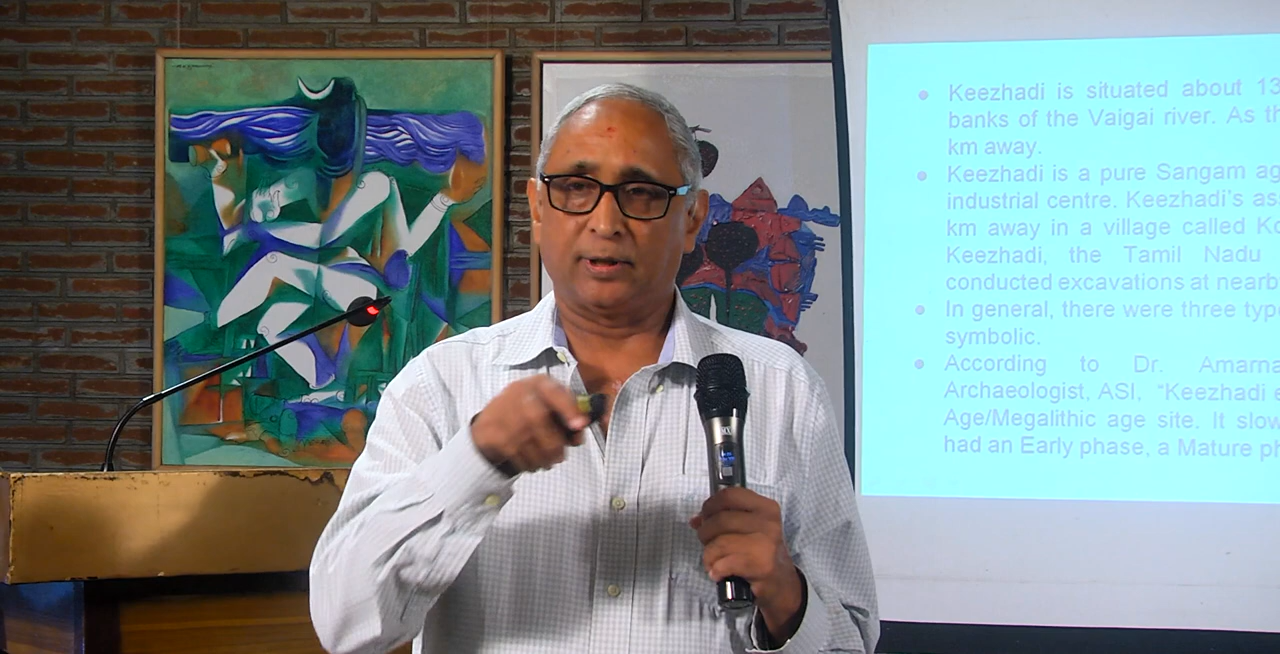 Keezhadi is situated about 13
banks of the Vaigai river. As th
km away.
Keezhadi is a pure Sangam ag
industrial centre. Keezhadi's as
km away in a village called Ko
Keezhadi, the Tamil Nadu
conducted excavations at nearb
In general, there were three typ
symbolic.
According to Dr. Amarna
Archaeologist, ASI, "Keezhadi e
Age/Megalithic age site. It slow
had an Early phase, a Mature ph